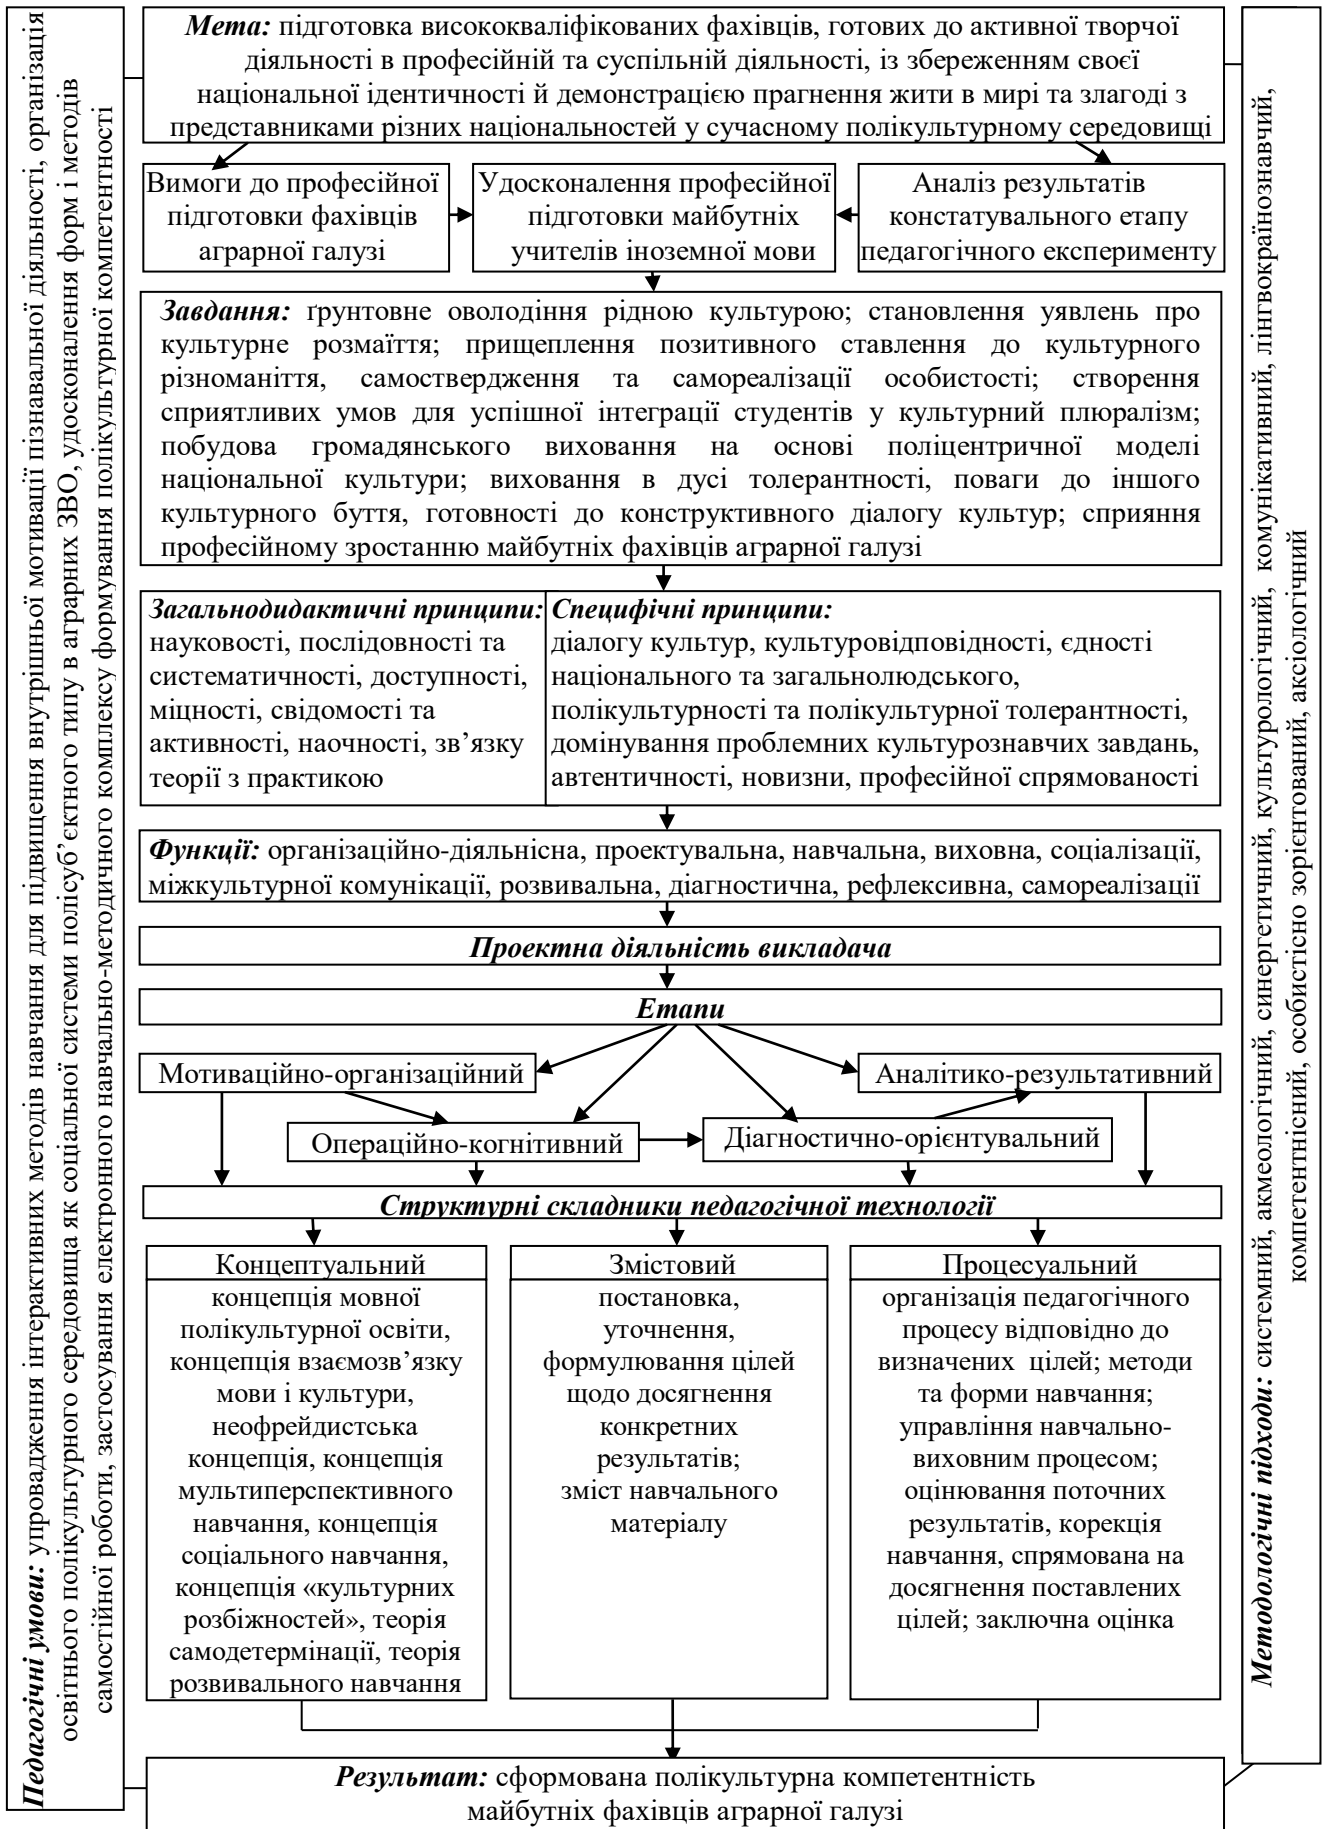 Педагогічні умови: упровадження інтерактивних методів навчання для підвищення внутрішньої мотивації пізнавальної діяльності, організація
освітнього полікультурного середовища як соціальної системи полісуб’єктного типу в аграрних ЗВО, удосконалення форм і методів
самостійної роботи, застосування електронного навчально-методичного комплексу формування полікультурної компетентності
Мета: підготовка висококваліфікованих фахівців, готових до активної творчої
діяльності в професійній та суспільній діяльності, із збереженням своєї
національної ідентичності й демонстрацією прагнення жити в мирі та злагоді з
представниками різних національностей у сучасному полікультурному середовищі
Вимоги до професійної
підготовки фахівців
аграрної галузі
Удосконалення професійної
підготовки майбутніх
учителів іноземної мови
Аналіз результатів
констатувального етапу
педагогічного експерименту
Завдання: ґрунтовне оволодіння рідною культурою; становлення уявлень про
культурне розмаїття; прищеплення позитивного ставлення до культурного
різноманіття, самоствердження та самореалізації особистості; створення
сприятливих умов для успішної інтеграції студентів у культурний плюралізм;
побудова громадянського виховання на основі поліцентричної моделі
національної культури; виховання в дусі толерантності, поваги до іншого
культурного буття, готовності до конструктивного діалогу культур; сприяння
професійному зростанню майбутніх фахівців аграрної галузі
Загальнодидактичні принципи:
науковості, послідовності та
систематичності, доступності,
міцності, свідомості та
активності, наочності, зв’язку
теорії з практикою
Специфічні принципи:
діалогу культур, культуровідповідності, єдності
національного та загальнолюдського,
полікультурності та полікультурної толерантності,
домінування проблемних культурознавчих завдань,
автентичності, новизни, професійної спрямованості
Функції: організаційно-діяльнісна, проектувальна, навчальна, виховна, соціалізації,
міжкультурної комунікації, розвивальна, діагностична, рефлексивна, самореалізації
Проектна діяльність викладача
Етапи
Мотиваційно-організаційний
Аналітико-результативний
Операційно-когнітивний
Діагностично-орієнтувальний
Структурні складники педагогічної технології
Концептуальний
концепція мовної
полікультурної освіти,
концепція взаємозв’язку
мови і культури,
неофрейдистська
концепція, концепція
мультиперспективного
навчання, концепція
соціального навчання,
концепція «культурних
розбіжностей», теорія
самодетермінації, теорія
розвивального навчання
Змістовий
постановка,
уточнення,
формулювання цілей
щодо досягнення
конкретних
результатів;
зміст навчального
матеріалу
Процесуальний
організація педагогічного
процесу відповідно до
визначених цілей; методи
та форми навчання;
управління навчально-
виховним процесом;
оцінювання поточних
результатів, корекція
навчання, спрямована на
досягнення поставлених
цілей; заключна оцінка
Результат: сформована полікультурна компетентність
майбутніх фахівців аграрної галузі
Методологічні підходи: системний, акмеологічний, синергетичний, культурологічний, комунікативний, лінгвокраїнознавчий,
компетентнісний, особистісно зорієнтований, аксіологічний